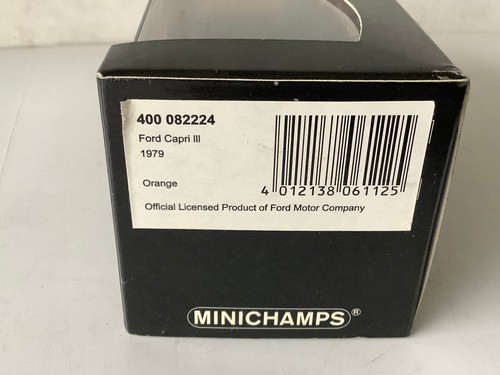 400 082224
Ford Capri III
1979
Orange
4 012138 061125
Official Licensed Product of Ford Motor Company
MINICHAMPS®